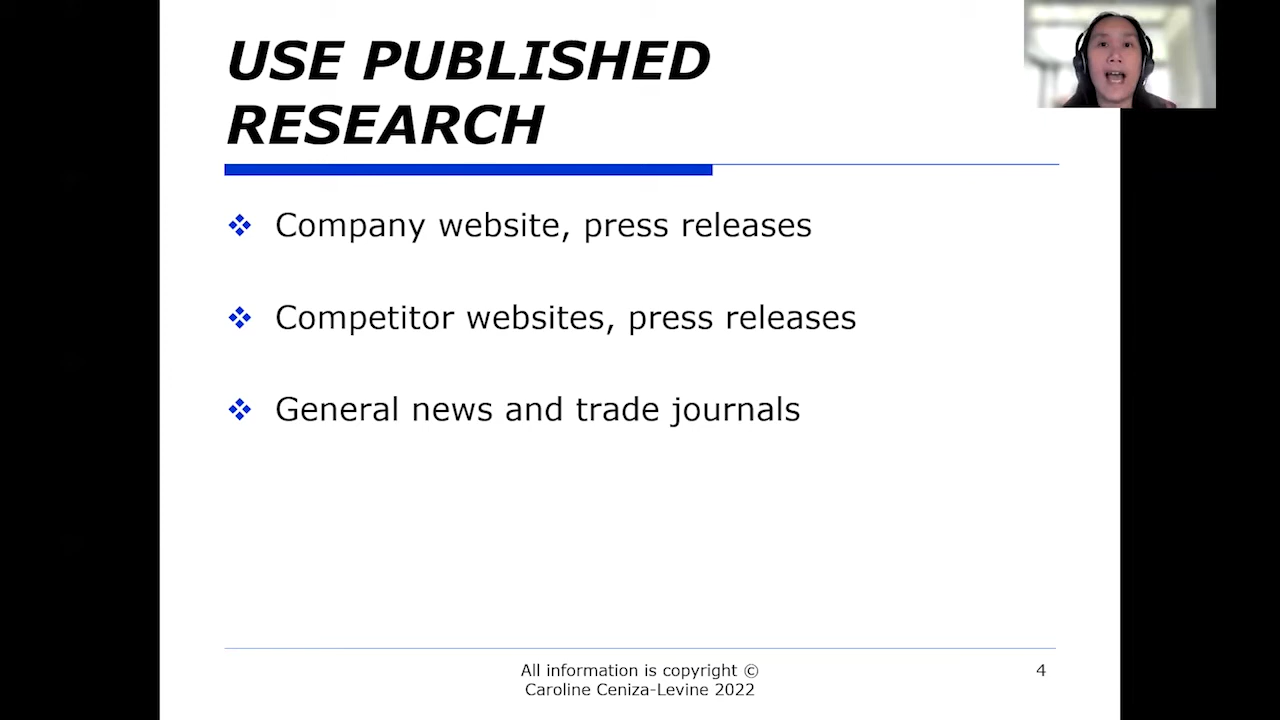 USE PUBLISHED
RESEARCH
Company website, press releases
Competitor websites, press releases
General news and trade journals
All information is copyright ©
Caroline Ceniza-Levine 2022
4